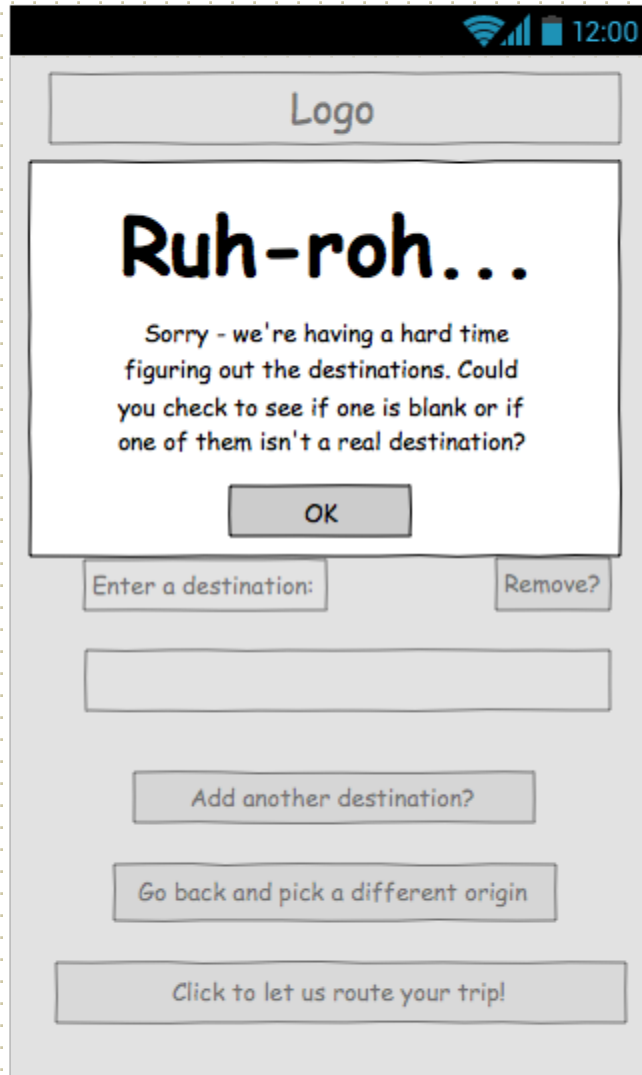 12:00
Logo
Ruh-roh...
Sorry - we're having a hard time
figuring out the destinations. Could
you check to see if one is blank or if
one of them isn't a real destination?
OK
Enter a destination:
Remove?
Add another destination?
Go back and pick a different origin
Click to let us route your trip!